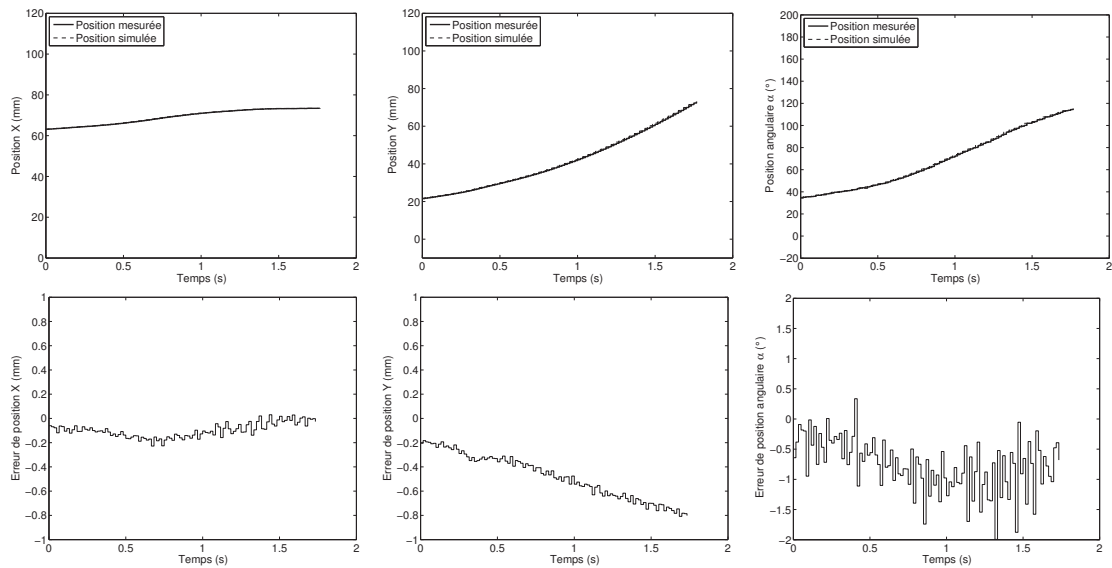 120
100
80
60
40
20
0
Position X (mm)
Position mesurée
Position simulée
0 0.5 1 1.5 2
Temps (s)
120
100
80
60
40
20
0
Position Y (mm)
Position mesurée
Position simulée
0 0.5 1 1.5 2
Temps (s)
200
180
160
140
120
100
80
60
40
20
0
−20
Position angulaire α (°)
Position mesurée
Position simulée
0 0.5 1 1.5 2
Temps (s)
1
0.8
0.6
0.4
0.2
0
−0.2
−0.4
−0.6
−0.8
−1
Erreur de position X (mm)
0 0.5 1 1.5 2
Temps (s)
1
0.8
0.6
0.4
0.2
0
−0.2
−0.4
−0.6
−0.8
−1
Erreur de position Y (mm)
0 0.5 1 1.5 2
Temps (s)
2
1.5
1
0.5
0
−0.5
−1
−1.5
−2
Erreur de position angulaire α (°)
0 0.5 1 1.5 2
Temps (s)